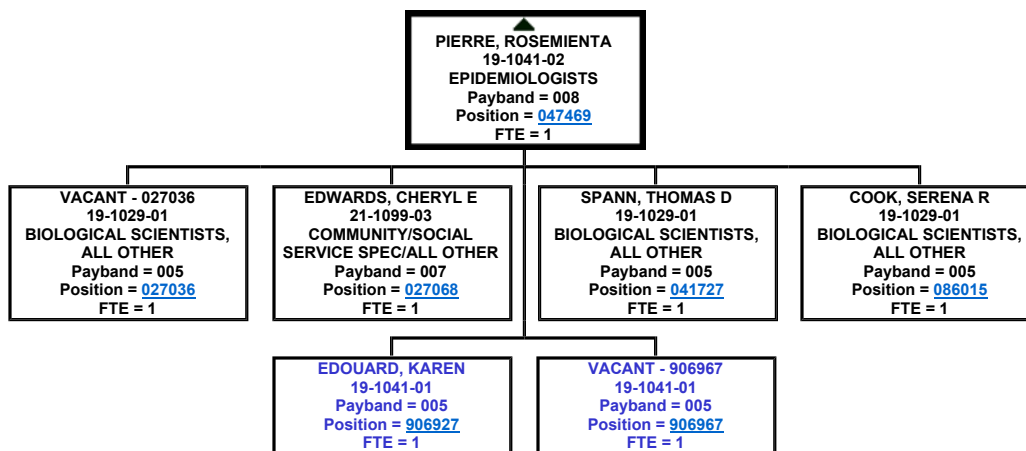 PIERRE, ROSEMIENTA
19-1041-02
EPIDEMIOLOGISTS
Payband = 008
Position = 047469
FTE = 1
VACANT - 027036
19-1029-01
BIOLOGICAL SCIENTISTS,
ALL OTHER
Payband = 005
Position = 027036
FTE = 1
EDWARDS, CHERYL E
21-1099-03
COMMUNITY/SOCIAL
SERVICE SPEC/ALL OTHER
Payband = 007
Position = 027068
FTE = 1
SPANN, THOMAS D
19-1029-01
BIOLOGICAL SCIENTISTS,
ALL OTHER
Payband = 005
Position = 041727
FTE = 1
COOK, SERENA R
19-1029-01
BIOLOGICAL SCIENTISTS,
ALL OTHER
Payband = 005
Position = 086015
FTE = 1
EDOUARD, KAREN
19-1041-01
Payband = 005
Position = 906927
FTE = 1
VACANT - 906967
19-1041-01
Payband = 005
Position = 906967
FTE = 1